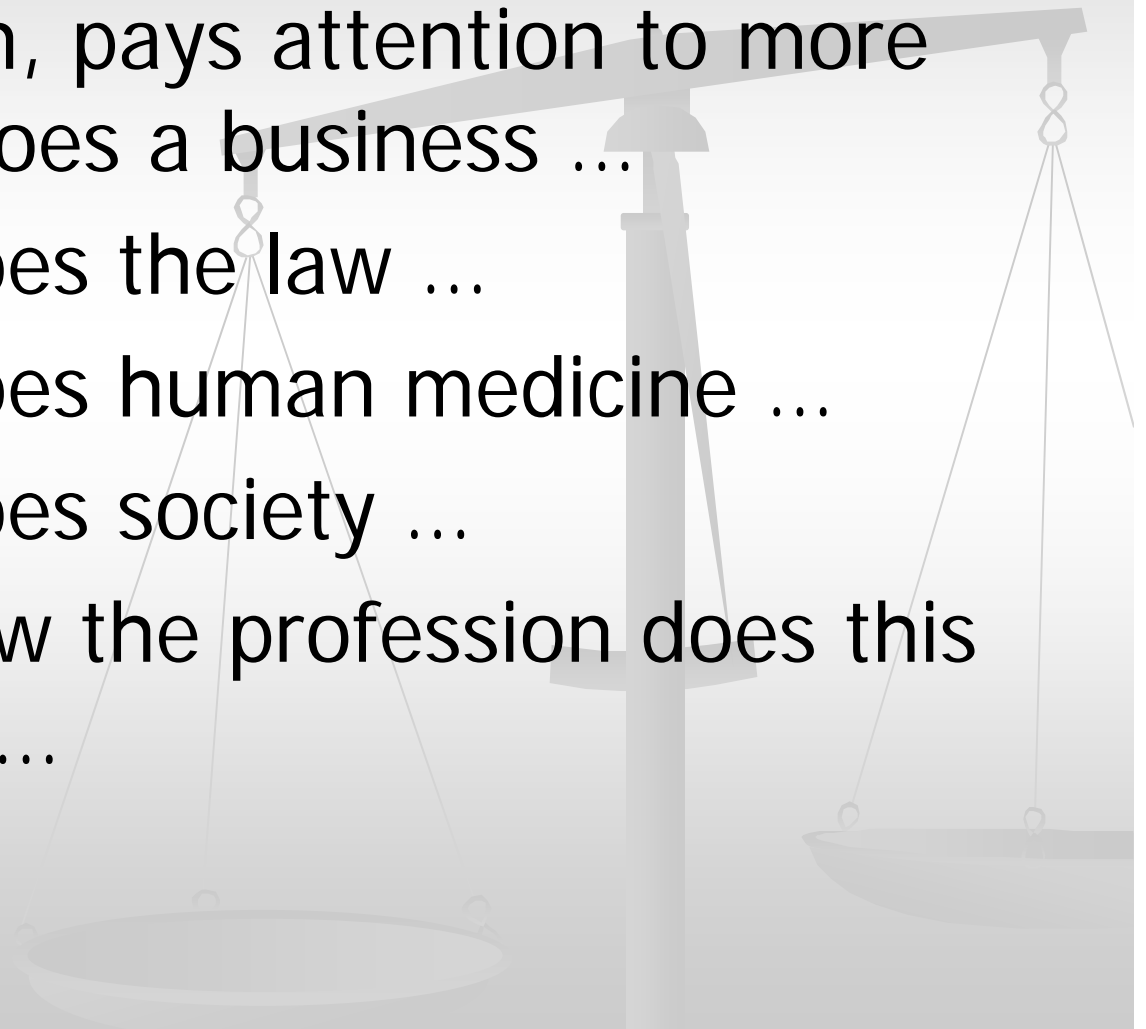 n, pays attention to more
oes a business …
oes the law …
oes human medicine …
oes society …
w the profession does this
…